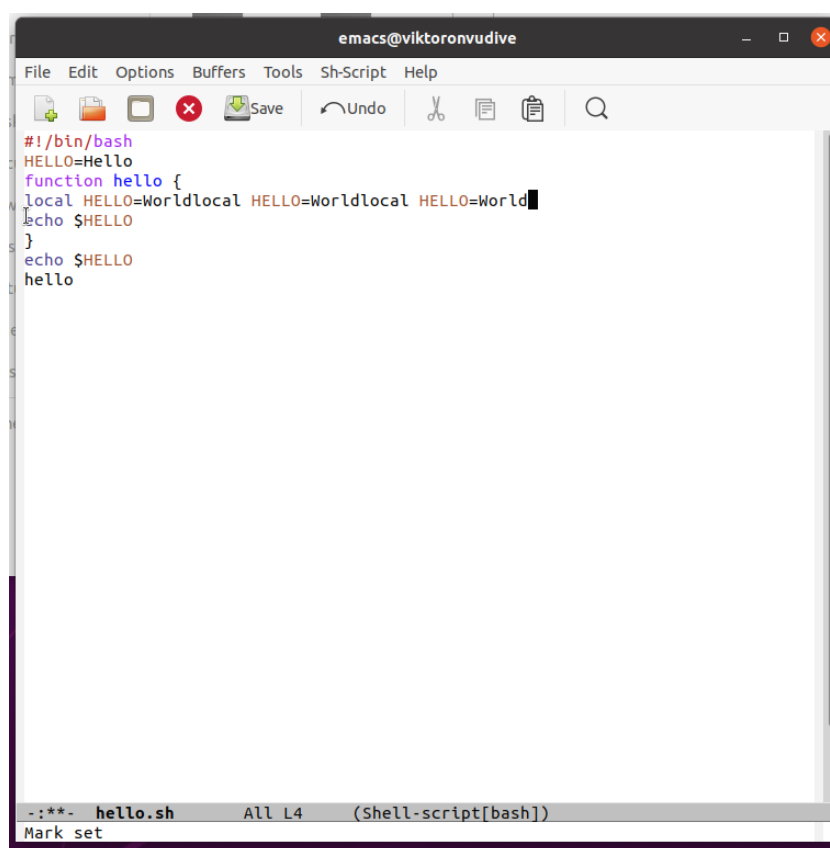 emacs@viktoronvudive
File Edit Options Buffers Tools Sh-Script Help
Save Undo
#!/bin/bash
HELLO=Hello
function hello {
local HELLO=Worldlocal HELLO=Worldlocal HELLO=World
echo $HELLO
}
echo $HELLO
hello
-:**- hello.sh All L4 (Shell-script[bash])
Mark set